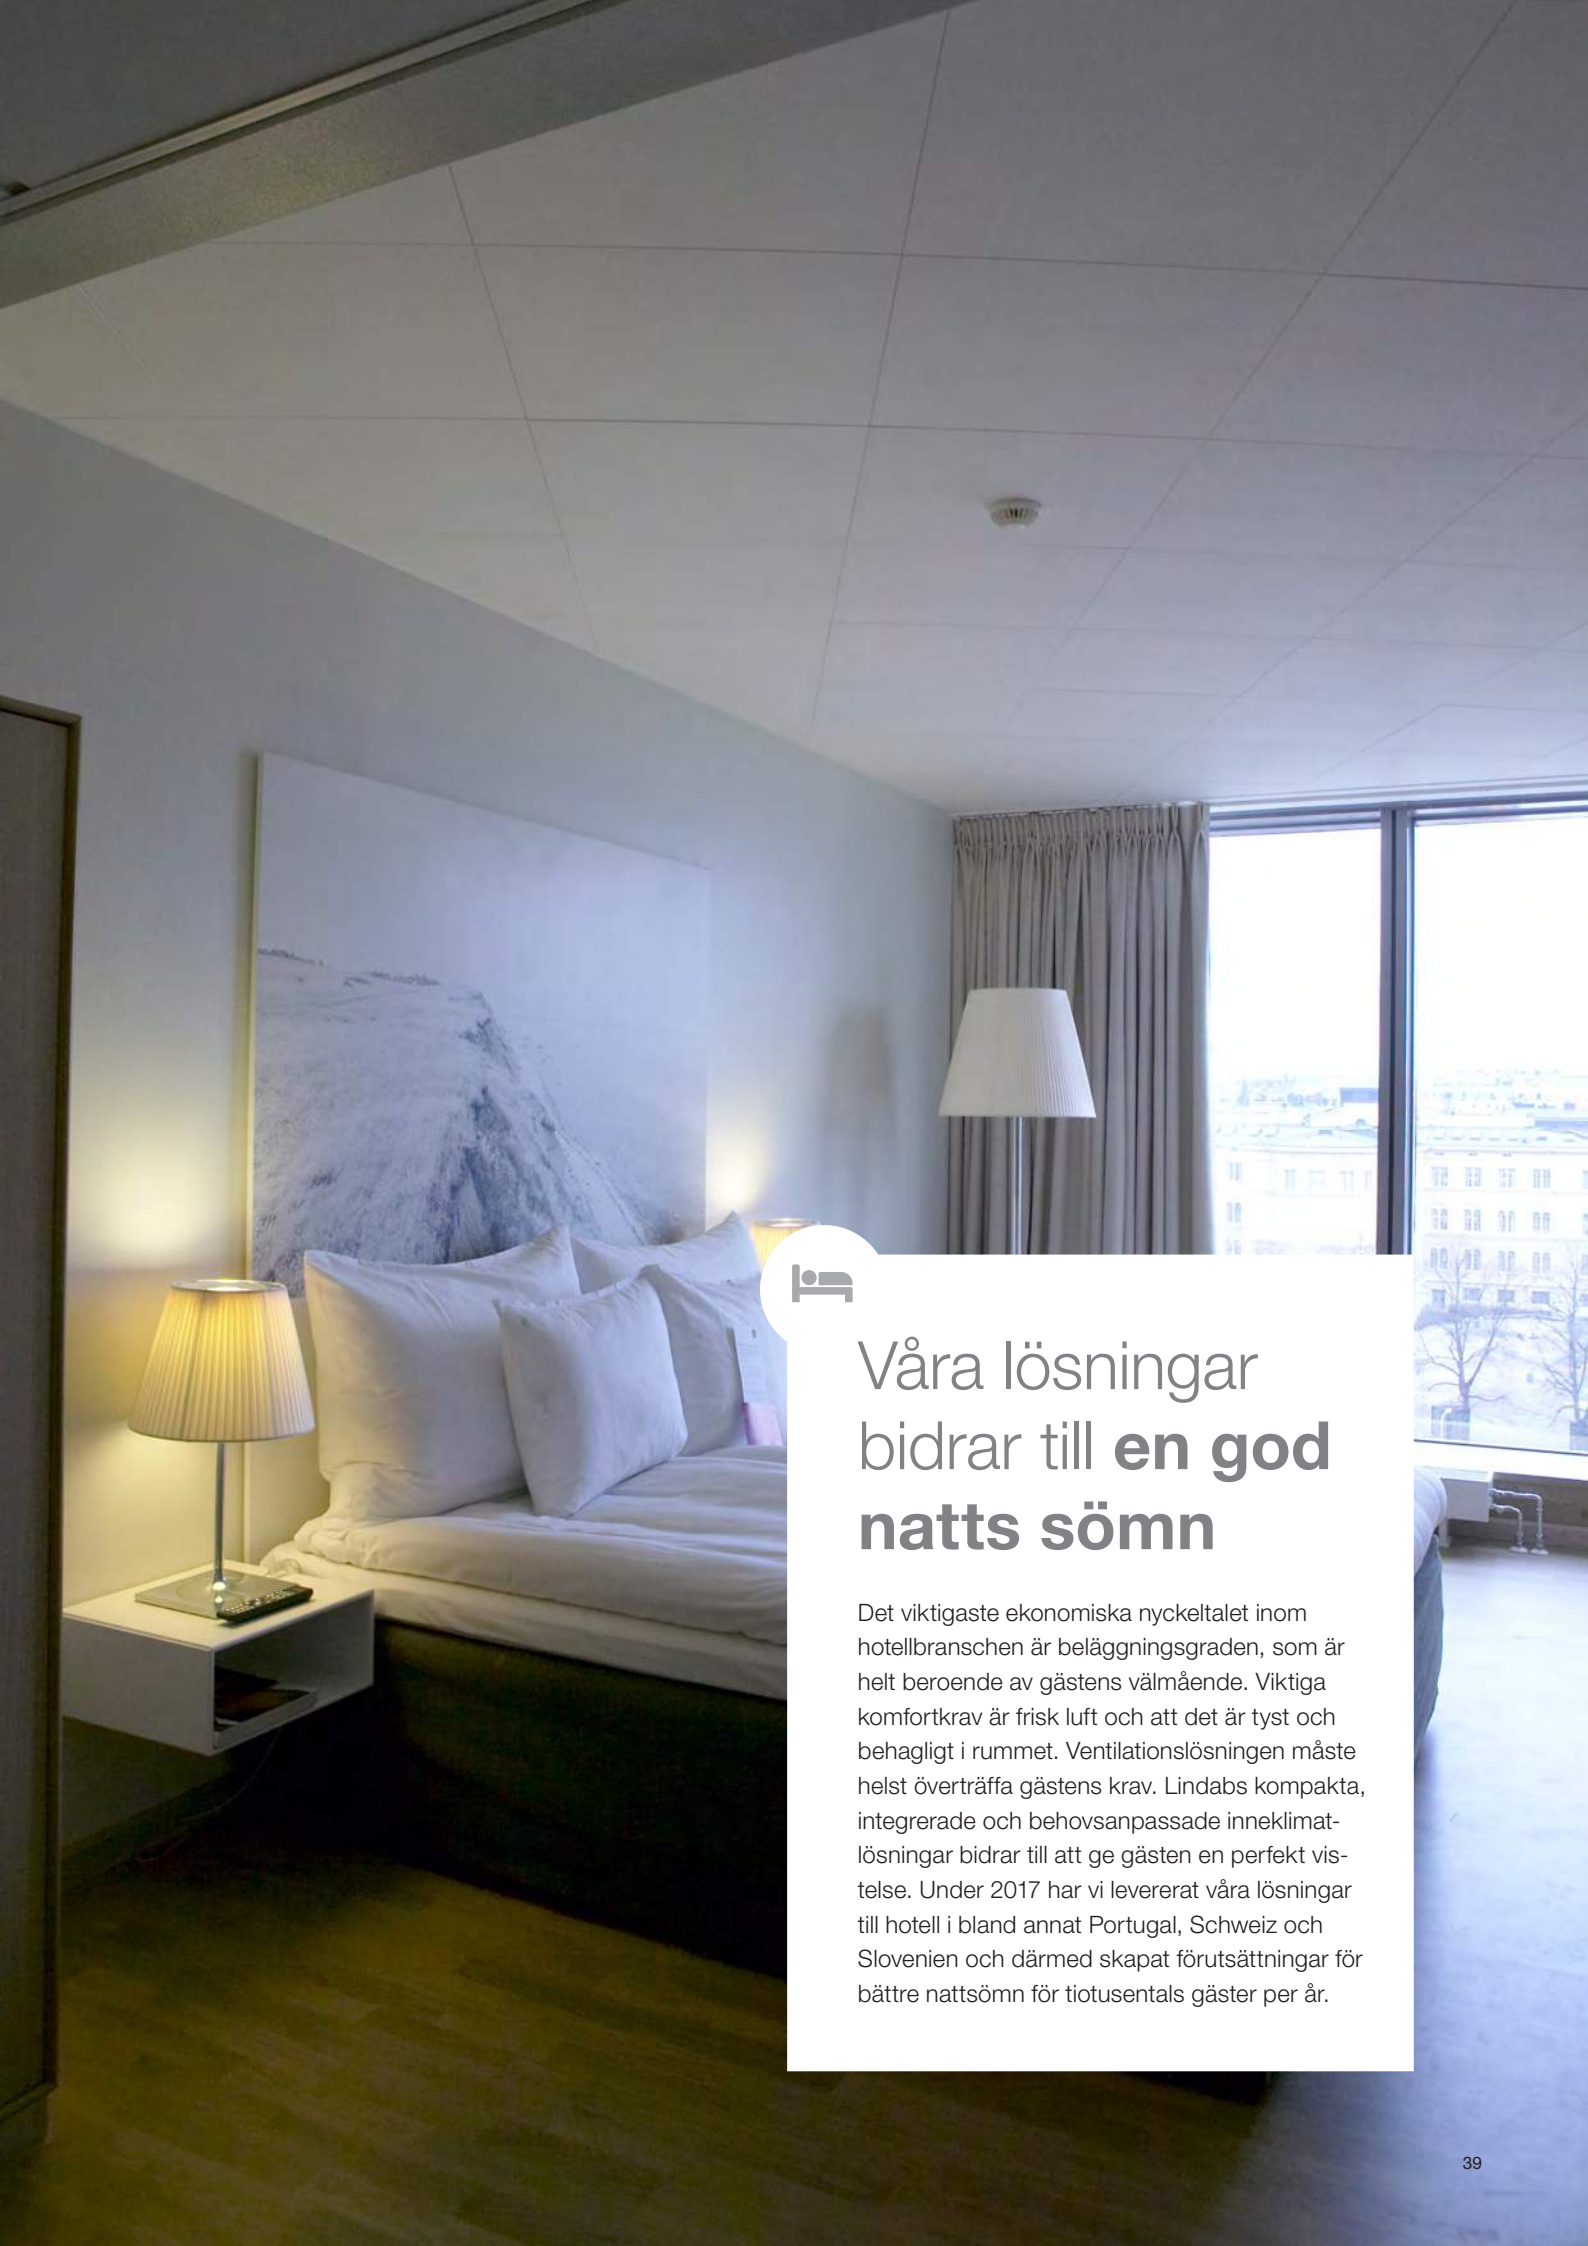 Våra lösningar
bidrar till en god
natts sömn
Det viktigaste ekonomiska nyckeltalet inom
hotellbranschen är beläggningsgraden, som är
helt beroende av gästens välmående. Viktiga
komfortkrav är frisk luft och att det är tyst och
behagligt i rummet. Ventilationslösningen måste
helst överträffa gästens krav. Lindabs kompakta,
integrerade och behovsanpassade inneklimat-
lösningar bidrar till att ge gästen en perfekt vis-
telse. Under 2017 har vi levererat våra lösningar
till hotell i bland annat Portugal, Schweiz och
Slovenien och därmed skapat förutsättningar för
bättre nattsömn för tiotusentals gäster per år.
39